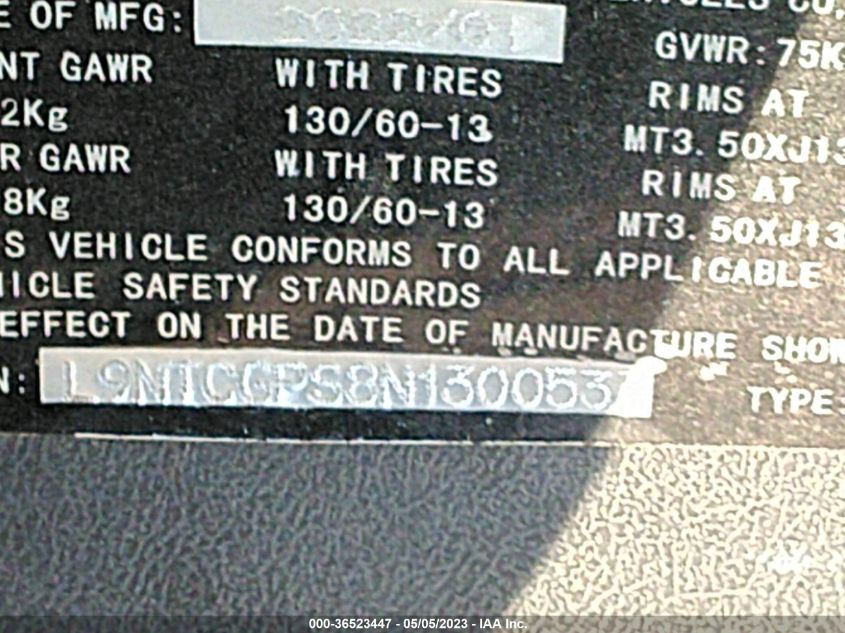 E OF MFG: 2022/01
GVWR: 75K
NT GAWR WITH TIRES RIMS AT
2Kg 130/60-13 MT3.50XJ13
R GAWR WITH TIRES RIMS AT
8Kg 130/60-13 MT3.50XJ13
S VEHICLE CONFORMS TO ALL APPLICABLE
HICLE SAFETY STANDARDS
EFFECT ON THE DATE OF MANUFACTURE SHOW
N: TYPE:
000-36523447 - 05/05/2023 - IAA Inc.